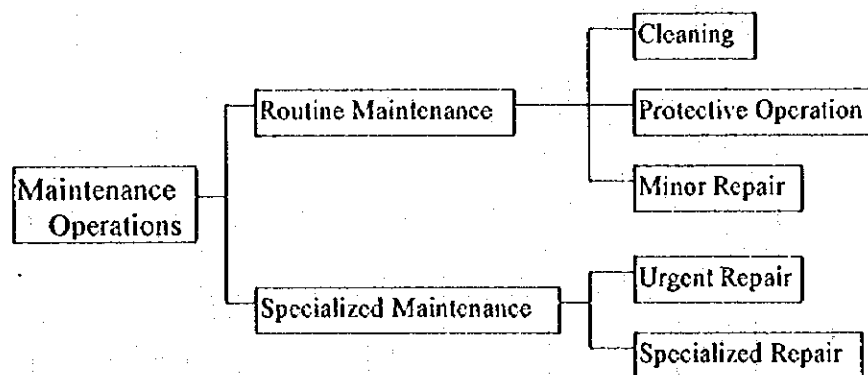 Cleaning
Routine Maintenance
Protective Operation
Minor Repair
Maintenance
Operations
Urgent Repair
Specialized Maintenance
Specialized Repair